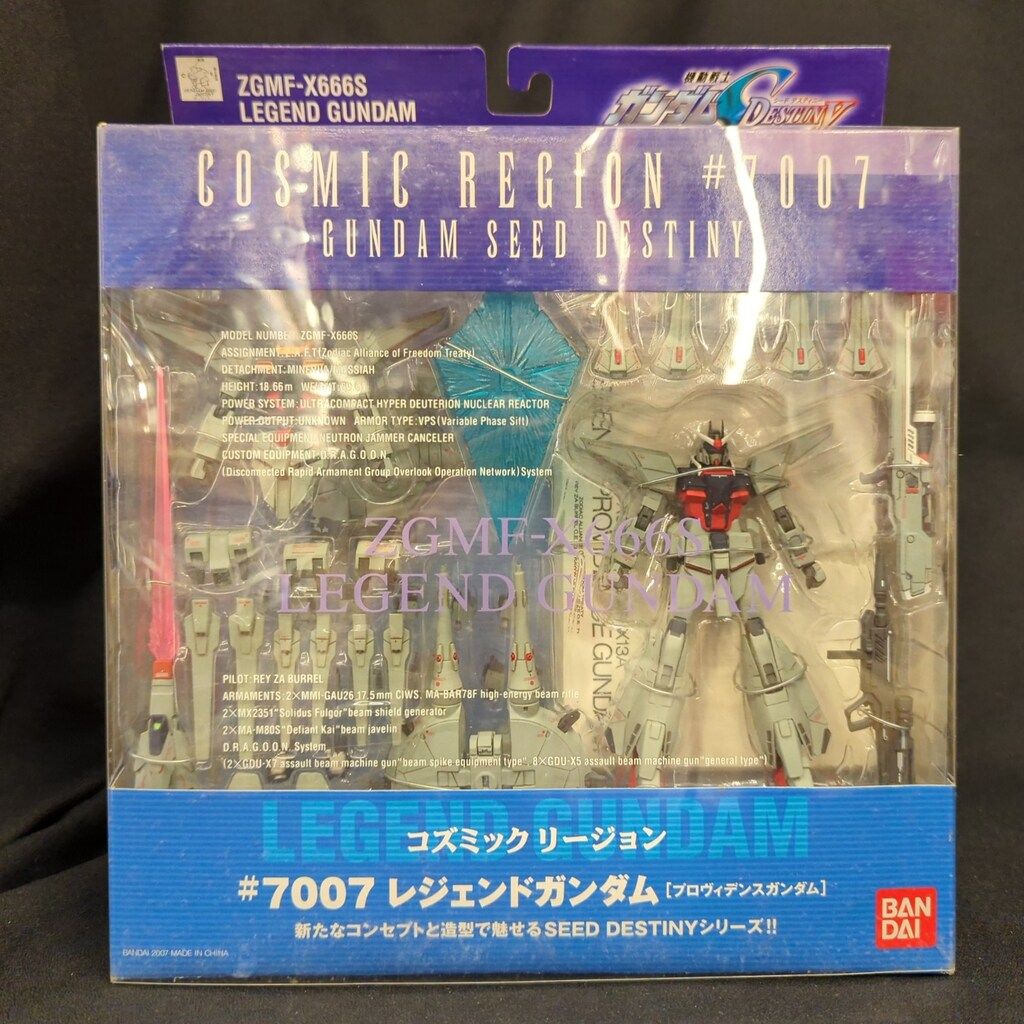 ZGMF-X666S
LEGEND GUNDAM
機動戦士
ガンダムSEED DESTINY
COSMIC REGION #7007
GUNDAM SEED DESTINY
MODEL NUMBER: ZGMF-X666S
ASSIGNMENT: Z.A.F.T(Zodiac Alliance of Freedom Treaty)
DETACHMENT: MINERVA/MESSIAH
HEIGHT: 18.66m WEIGHT:
POWER SYSTEM: ULTRACOMPACT HYPER DEUTERION NUCLEAR REACTOR
POWER OUTPUT: UNKNOWN ARMOR TYPE: VPS(Variable Phase Sift)
SPECIAL EQUIPMENT: NEUTRON JAMMER CANCELER
CUSTOM EQUIPMENT: D.R.A.G.O.O.N.
(Disconnected Rapid Armament Group Overlook Operation Network)System
ZGMF-X666S
LEGEND GUNDAM
PILOT: REY ZA BURREL
ARMAMENTS: 2×MMI-GAU26 17.5mm CIWS, MA-BAR78F high-energy beam rifle
2×MX2351"Solidus Fulgor"beam shield generator
2×MA-M80S"Defiant Kai"beam javelin
D.R.A.G.O.O.N. System
(2×GDU-X7 assault beam machine gun"beam spike equipment type", 8×GDU-X5 assault beam machine gun"general type")
LEGEND GUNDAM
コズミック リージョン
#7007 レジェンドガンダム [プロヴィデンスガンダム]
新たなコンセプトと造型で魅せるSEED DESTINYシリーズ!!
BANDAI 2007 MADE IN CHINA
BAN
DAI